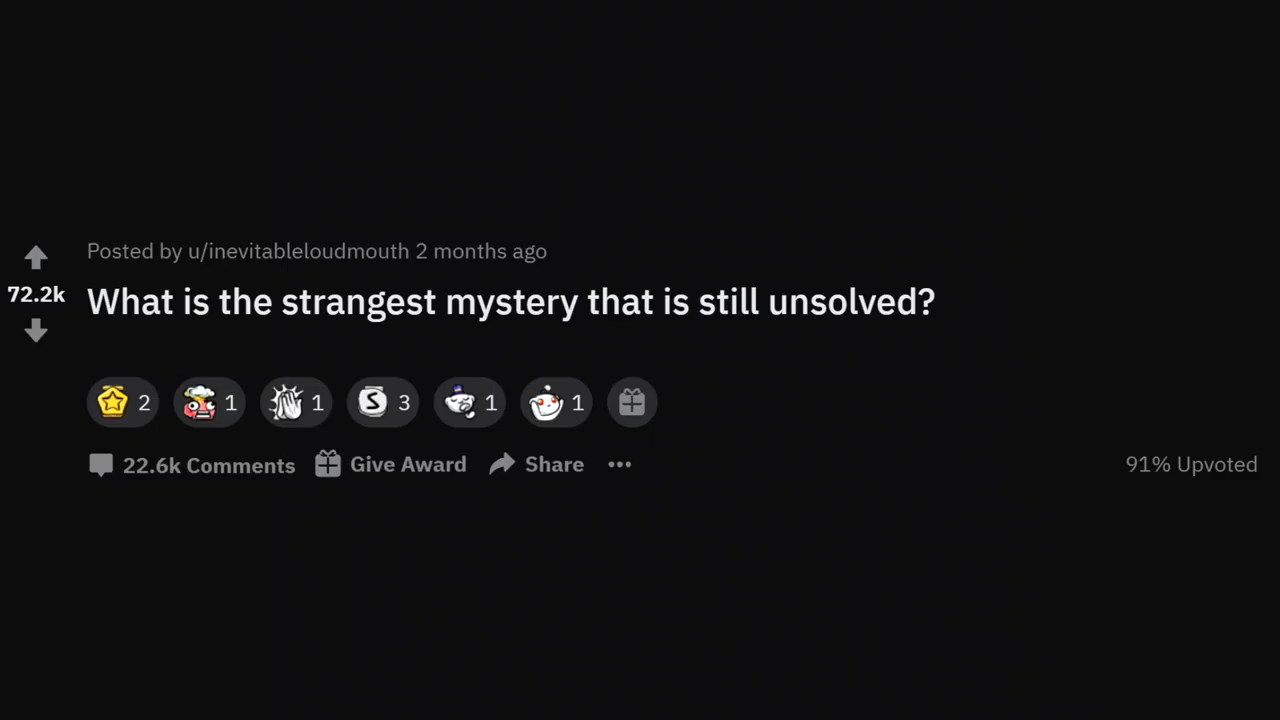 Posted by u/inevitableloudmouth 2 months ago
72.2k
What is the strangest mystery that is still unsolved?
2 1 1 S 3 1 1
22.6k Comments Give Award Share ••• 91% Upvoted